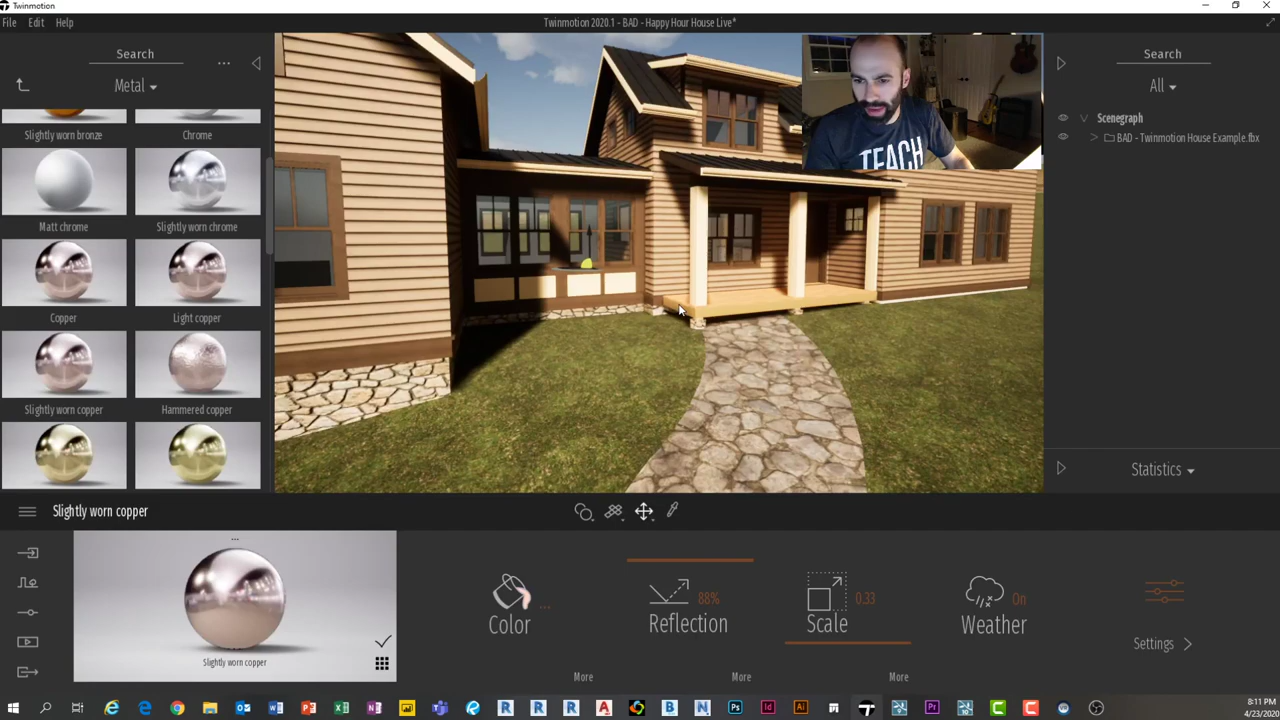 Twinmotion
File Edit Help
Twinmotion 2020.1 - BAD - Happy Hour House Live*
Search
...
Metal
Slightly worn bronze
Chrome
Matt chrome
Slightly worn chrome
Copper
Light copper
Slightly worn copper
Hammered copper
TEACH
Search
All
Scenegraph
BAD - Twinmotion House Example.fbx
Statistics
Slightly worn copper
...
Slightly worn copper
Color ...
More
Reflection 88%
More
Scale 0.33
More
Weather On
Settings
8:11 PM
4/23/2020